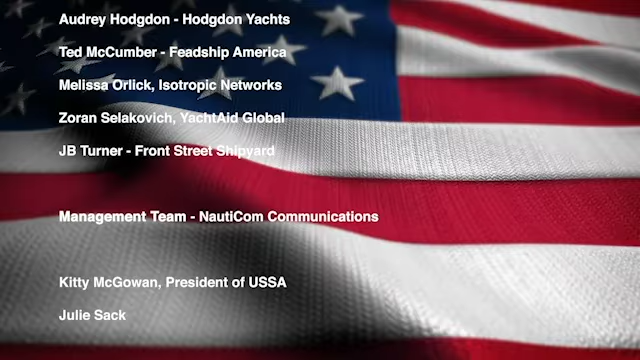 Audrey Hodgdon - Hodgdon Yachts
Ted McCumber - Feadship America
Melissa Orlick, Isotropic Networks
Zoran Selakovich, YachtAid Global
JB Turner - Front Street Shipyard
Management Team - NautiCom Communications
Kitty McGowan, President of USSA
Julie Sack